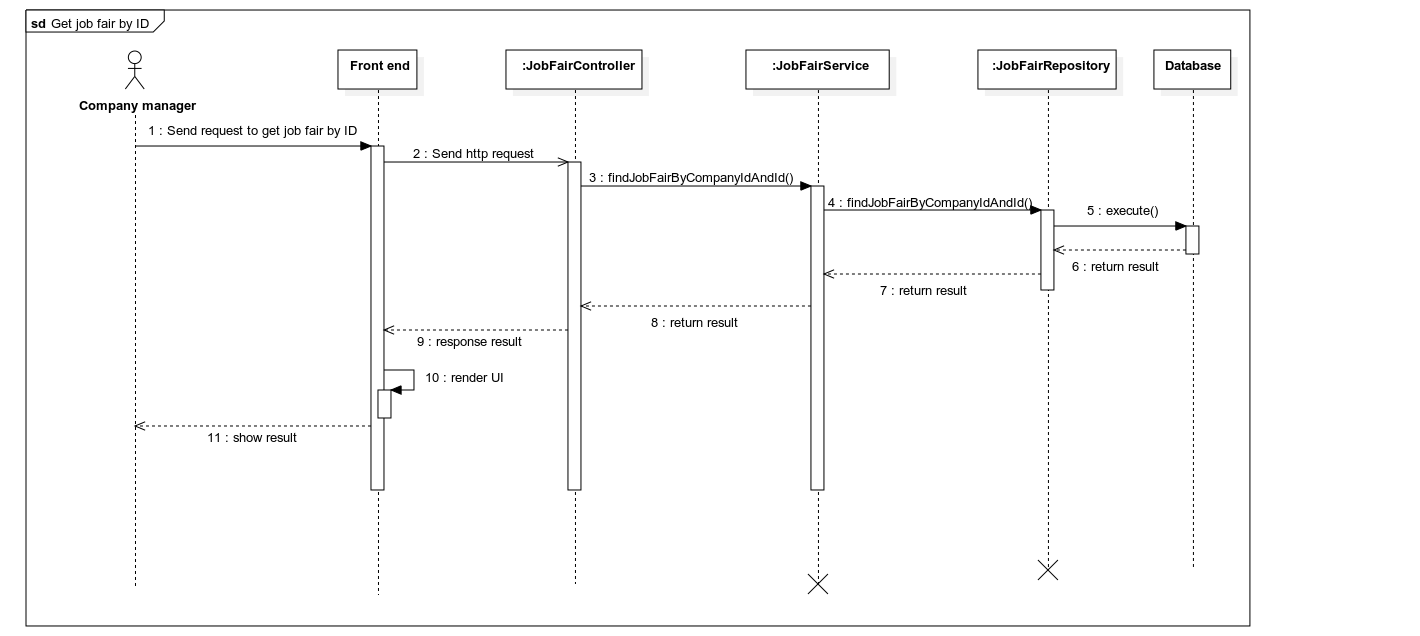 sd Get job fair by ID
Company manager
Front end
:JobFairController
:JobFairService
:JobFairRepository
Database
1 : Send request to get job fair by ID
2 : Send http request
3 : findJobFairByCompanyIdAndId()
4 : findJobFairByCompanyIdAndId()
5 : execute()
6 : return result
7 : return result
8 : return result
9 : response result
10 : render UI
11 : show result